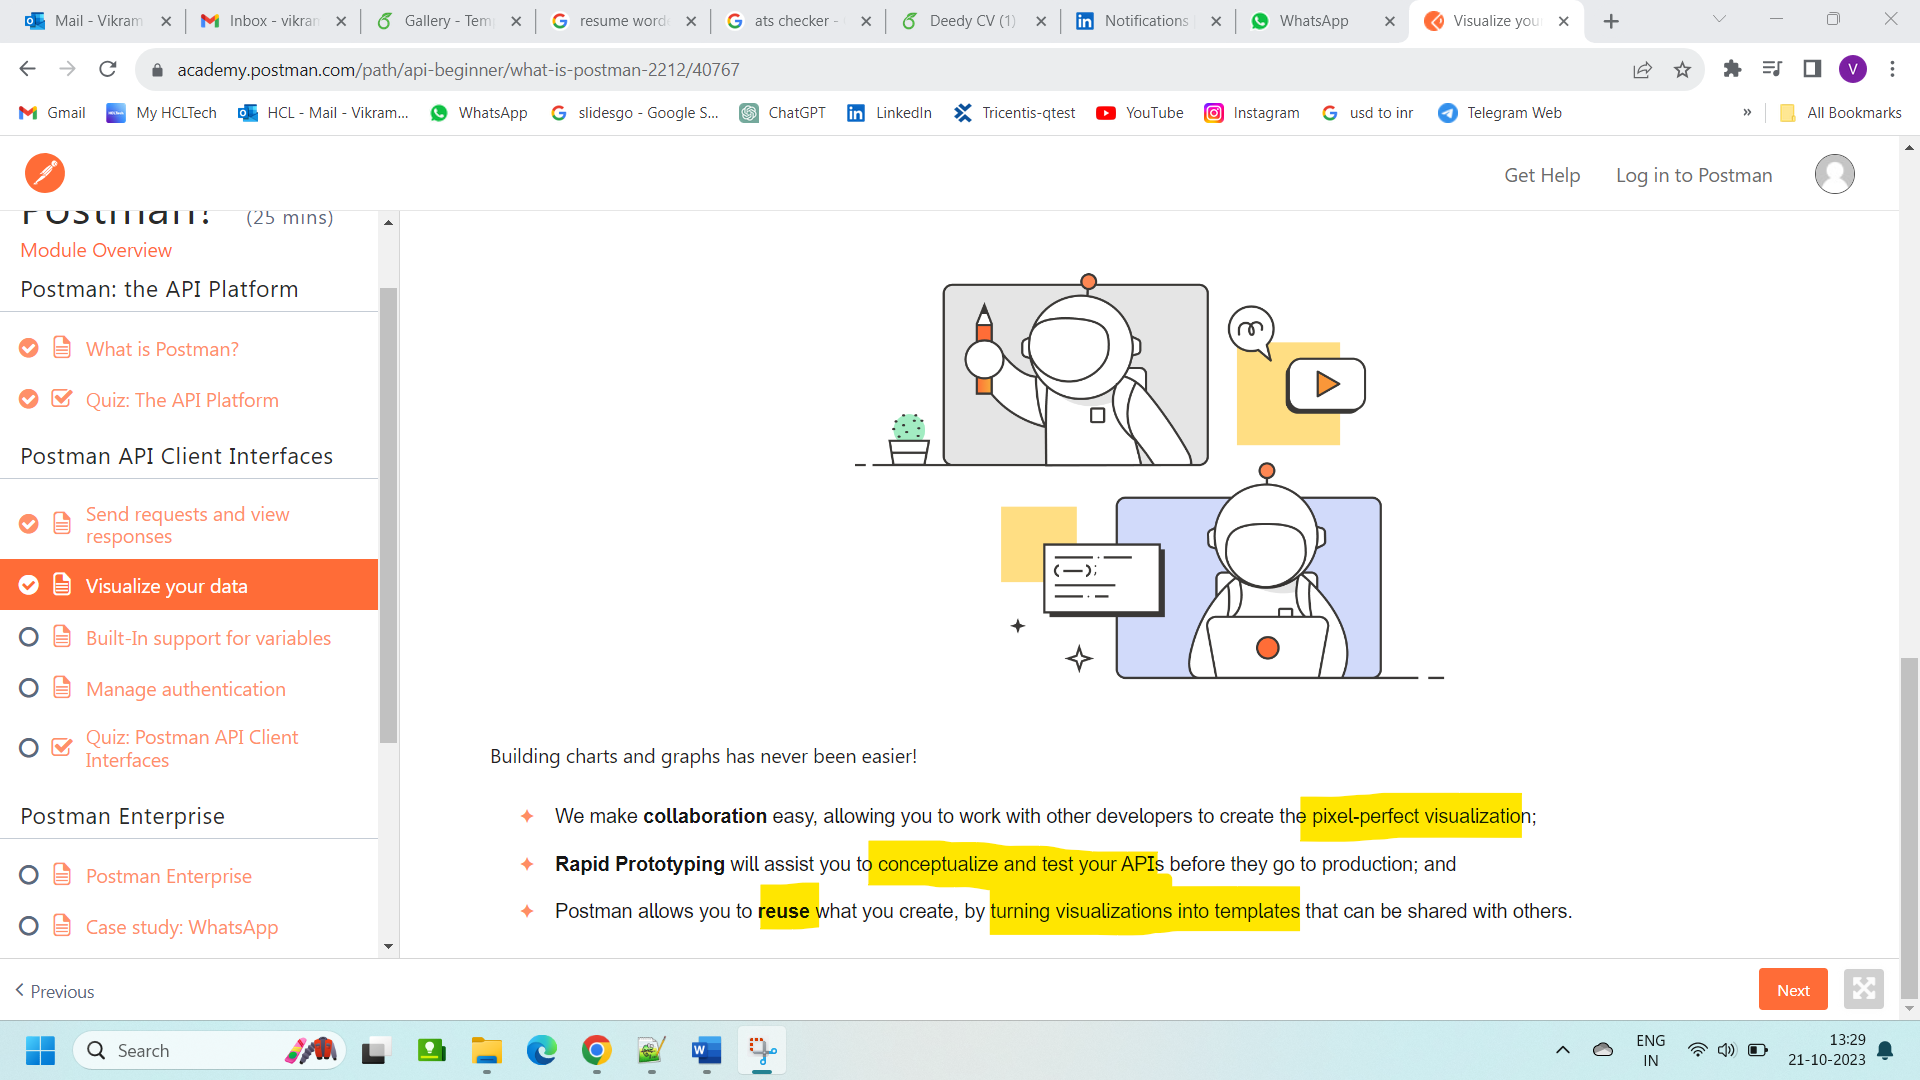 Mail - Vikram
Inbox - vikran
Gallery - Tem
resume word
ats checker -
Deedy CV (1)
Notifications
WhatsApp
Visualize you
academy.postman.com/path/api-beginner/what-is-postman-2212/40767
V
Gmail
My HCLTech
HCL - Mail - Vikram...
WhatsApp
slidesgo - Google S...
ChatGPT
LinkedIn
Tricentis-qtest
YouTube
Instagram
usd to inr
Telegram Web
»
All Bookmarks
Get Help
Log in to Postman
Postman?
(25 mins)
Module Overview
Postman: the API Platform
What is Postman?
Quiz: The API Platform
Postman API Client Interfaces
Send requests and view
responses
Visualize your data
Built-In support for variables
Manage authentication
Quiz: Postman API Client
Interfaces
Postman Enterprise
Postman Enterprise
Case study: WhatsApp
Building charts and graphs has never been easier!
We make collaboration easy, allowing you to work with other developers to create the pixel-perfect visualization;
Rapid Prototyping will assist you to conceptualize and test your APIs before they go to production; and
Postman allows you to reuse what you create, by turning visualizations into templates that can be shared with others.
Previous
Next
Search
ENG
IN
13:29
21-10-2023